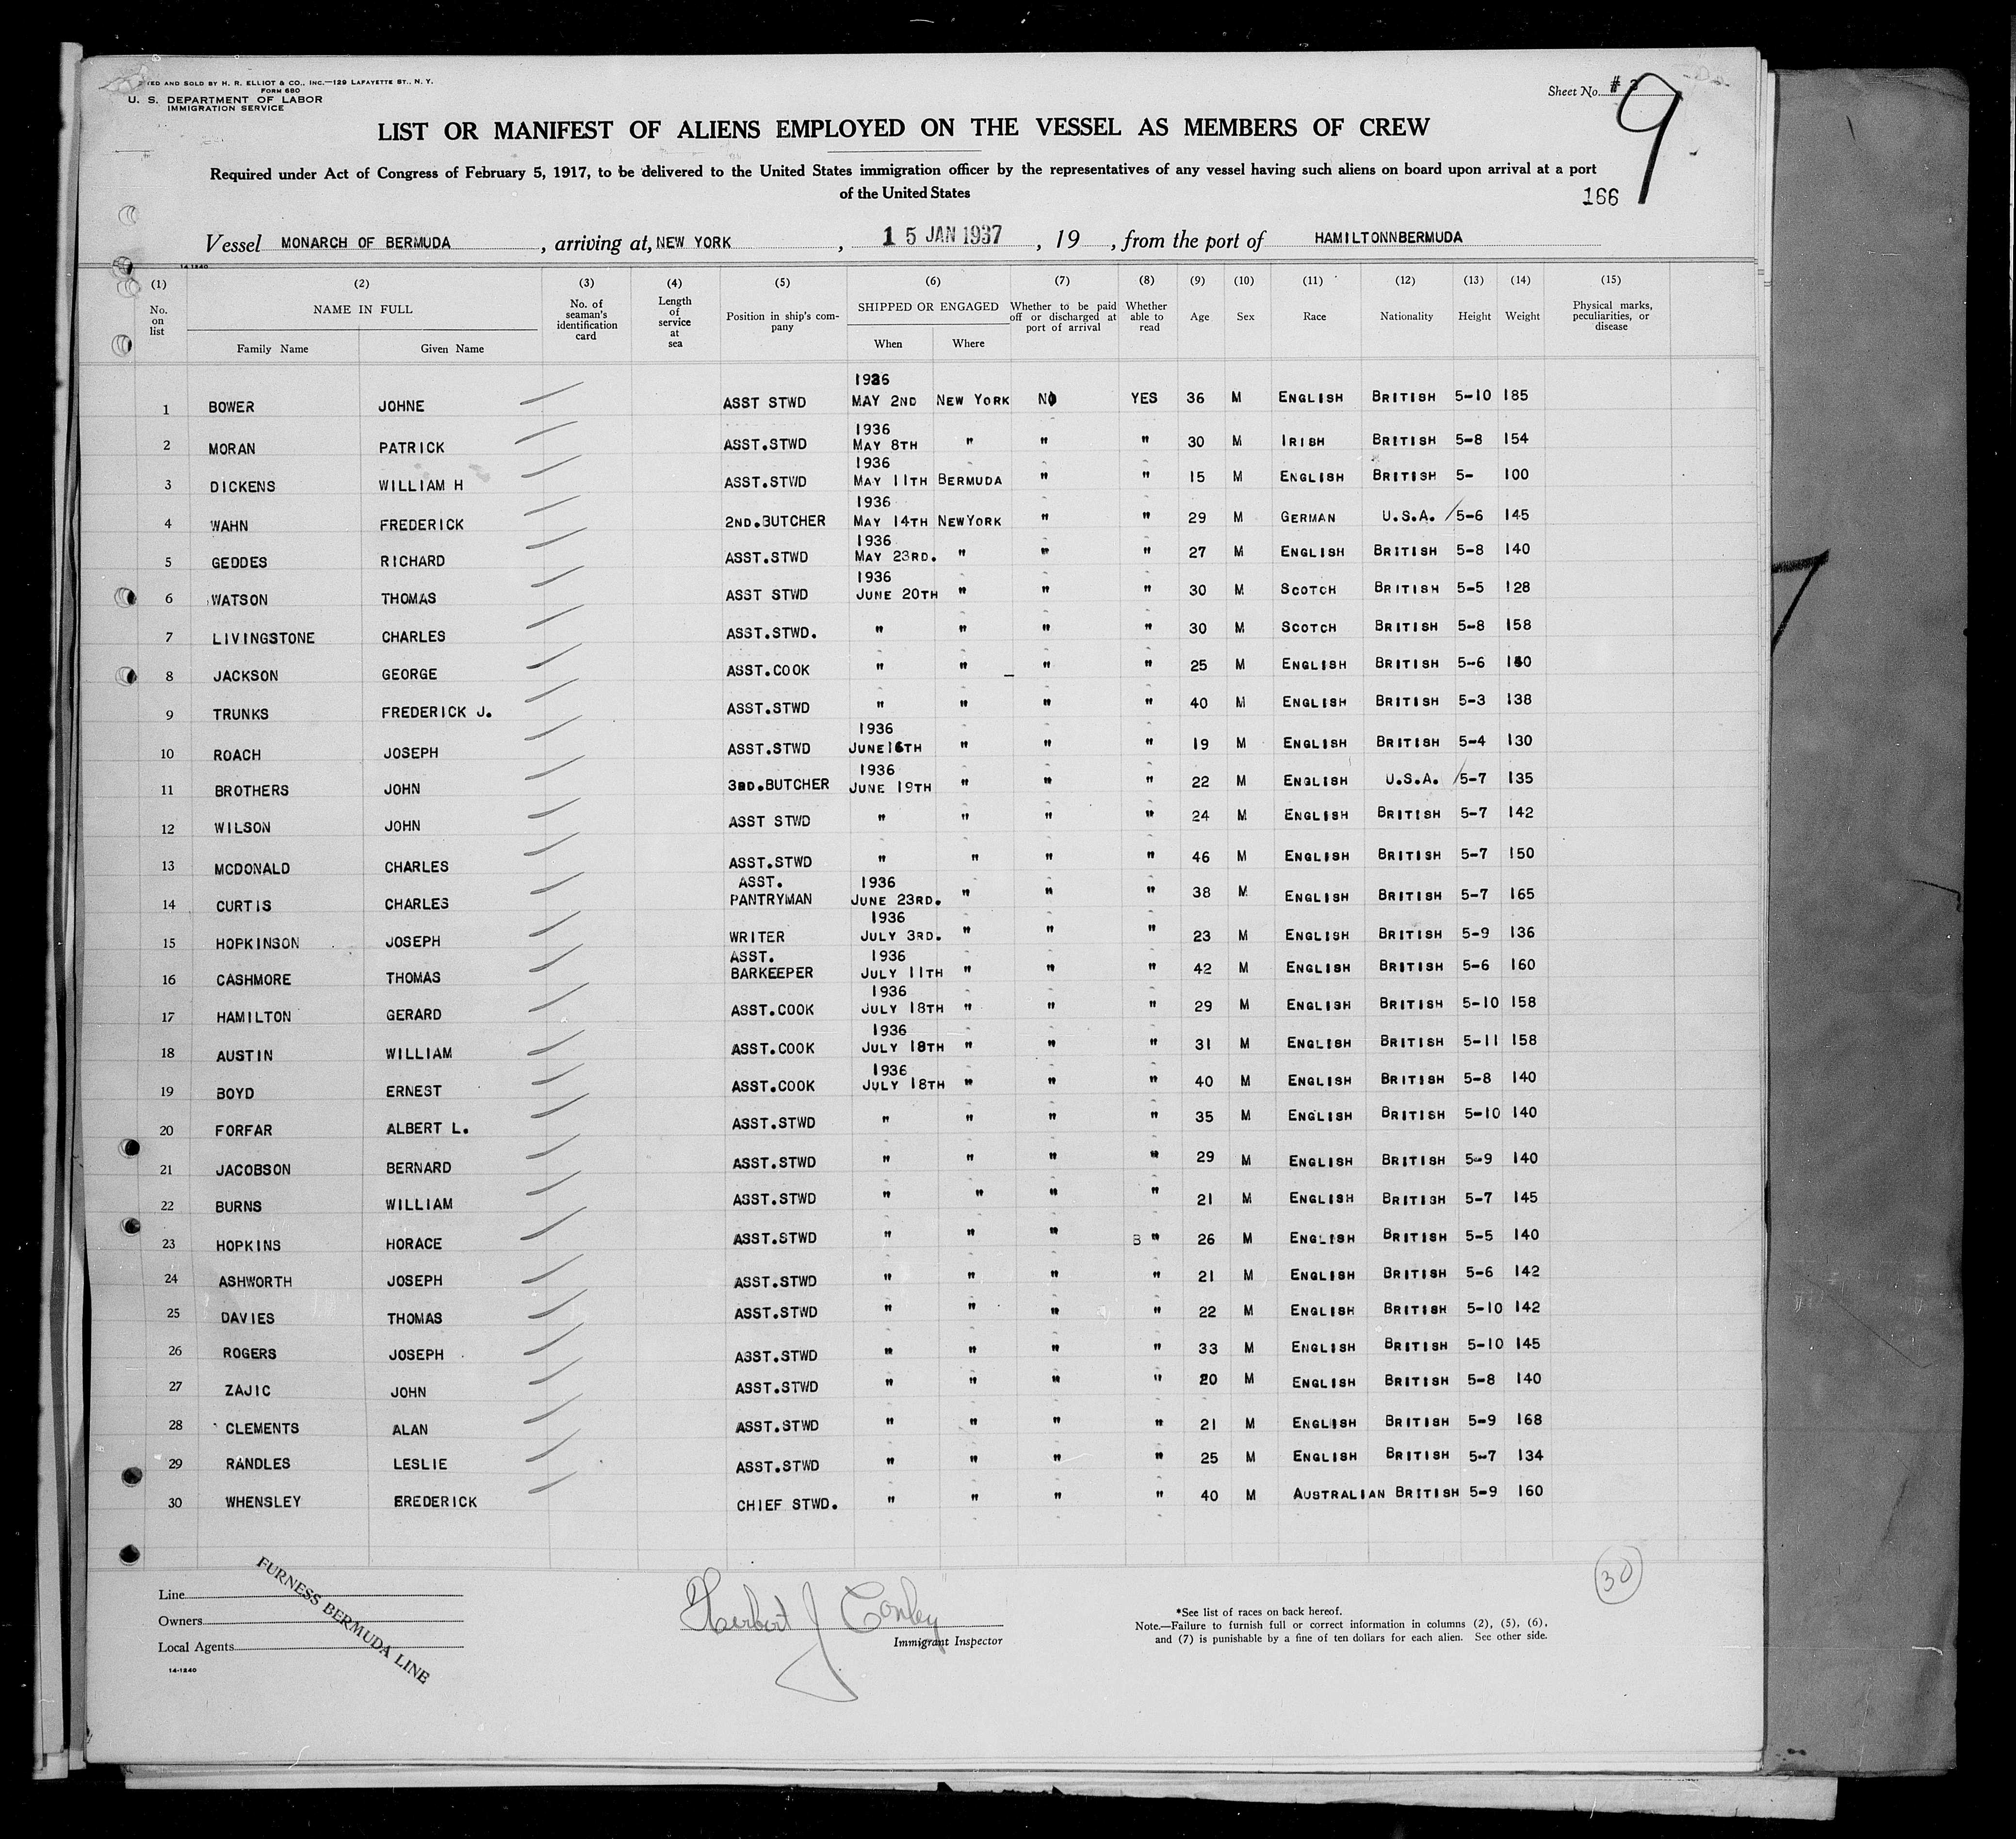 TED AND SOLD BY H. R. ELLIOT & CO., INC.—129 LAFAYETTE ST., N. Y.
FORM 680
U. S. DEPARTMENT OF LABOR
IMMIGRATION SERVICE
Sheet No. #
9
LIST OR MANIFEST OF ALIENS EMPLOYED ON THE VESSEL AS MEMBERS OF CREW
Required under Act of Congress of February 5, 1917, to be delivered to the United States immigration officer by the representatives of any vessel having such aliens on board upon arrival at a port
of the United States
166
Vessel MONARCH OF BERMUDA , arriving at, NEW YORK , 15 JAN 1937 , 19 , from the port of HAMILTONNBERMUDA
14-1240
(1) (2) (3) (4) (5) (6) (7) (8) (9) (10) (11) (12) (13) (14) (15)
No. on list NAME IN FULL Family Name Given Name No. of seaman's identification card Length of service at sea Position in ship's company SHIPPED OR ENGAGED When Where Whether to be paid off or discharged at port of arrival Whether able to read Age Sex Race Nationality Height Weight Physical marks, peculiarities, or disease
1 BOWER JOHNE ASST STWD 1936 MAY 2ND NEW YORK NO YES 36 M ENGLISH BRITISH 5-10 185
2 MORAN PATRICK ASST.STWD 1936 MAY 8TH " " " 30 M IRISH BRITISH 5-8 154
3 DICKENS WILLIAM H ASST.STWD 1936 MAY 11TH BERMUDA " " 15 M ENGLISH BRITISH 5- 100
4 WAHN FREDERICK 2ND.BUTCHER 1936 MAY 14TH NEWYORK " " 29 M GERMAN U.S.A. 5-6 145
5 GEDDES RICHARD ASST.STWD 1936 MAY 23RD. " " " 27 M ENGLISH BRITISH 5-8 140
6 WATSON THOMAS ASST STWD 1936 JUNE 20TH " " " 30 M SCOTCH BRITISH 5-5 128
7 LIVINGSTONE CHARLES ASST.STWD. " " " " 30 M SCOTCH BRITISH 5-8 158
8 JACKSON GEORGE ASST.COOK " " " " 25 M ENGLISH BRITISH 5-6
9 TRUNKS FREDERICK J. ASST.STWD " " " " 40 M ENGLISH BRITISH 5-3 138
10 ROACH JOSEPH ASST.STWD 1936 JUNE16TH " " " 19 M ENGLISH BRITISH 5-4 130
11 BROTHERS JOHN 3RD.BUTCHER 1936 JUNE 19TH " " " 22 M ENGLISH U.S.A. 5-7 135
12 WILSON JOHN ASST STWD " " " " 24 M ENGLISH BRITISH 5-7 142
13 MCDONALD CHARLES ASST.STWD " " " " 46 M ENGLISH BRITISH 5-7 150
14 CURTIS CHARLES ASST. PANTRYMAN 1936 JUNE 23RD. " " " 38 M ENGLISH BRITISH 5-7 165
15 HOPKINSON JOSEPH WRITER 1936 JULY 3RD. " " " 23 M ENGLISH BRITISH 5-9 136
16 CASHMORE THOMAS ASST. BARKEEPER 1936 JULY 11TH " " " 42 M ENGLISH BRITISH 5-6 160
17 HAMILTON GERARD ASST.COOK 1936 JULY 18TH " " " 29 M ENGLISH BRITISH 5-10 158
18 AUSTIN WILLIAM ASST.COOK 1936 JULY 18TH " " " 31 M ENGLISH BRITISH 5-11 158
19 BOYD ERNEST ASST.COOK 1936 JULY 18TH " " " 40 M ENGLISH BRITISH 5-8 140
20 FORFAR ALBERT L. ASST.STWD " " " " 35 M ENGLISH BRITISH 5-10 140
21 JACOBSON BERNARD ASST.STWD " " " " 29 M ENGLISH BRITISH 5-9 140
22 BURNS WILLIAM ASST.STWD " " " " 21 M ENGLISH BRITISH 5-7 145
23 HOPKINS HORACE ASST.STWD " " " B " 26 M ENGLISH BRITISH 5-5 140
24 ASHWORTH JOSEPH ASST.STWD " " " " 21 M ENGLISH BRITISH 5-6 142
25 DAVIES THOMAS ASST.STWD " " " " 22 M ENGLISH BRITISH 5-10 142
26 ROGERS JOSEPH ASST.STWD " " " " 33 M ENGLISH BRITISH 5-10 145
27 ZAJIC JOHN ASST.STWD " " " " 20 M ENGLISH BRITISH 5-8 140
28 CLEMENTS ALAN ASST.STWD " " " " 21 M ENGLISH BRITISH 5-9 168
29 RANDLES LESLIE ASST.STWD " " " " 25 M ENGLISH BRITISH 5-7 134
30 WHENSLEY EREDERICK CHIEF STWD. " " " " 40 M AUSTRALIAN BRITISH 5-9 160
30
Line
Owners
Local Agents
FURNESS BERMUDA LINE
14-1240
Herbert J Conley
Immigrant Inspector
*See list of races on back hereof.
Note.—Failure to furnish full or correct information in columns (2), (5), (6),
and (7) is punishable by a fine of ten dollars for each alien. See other side.